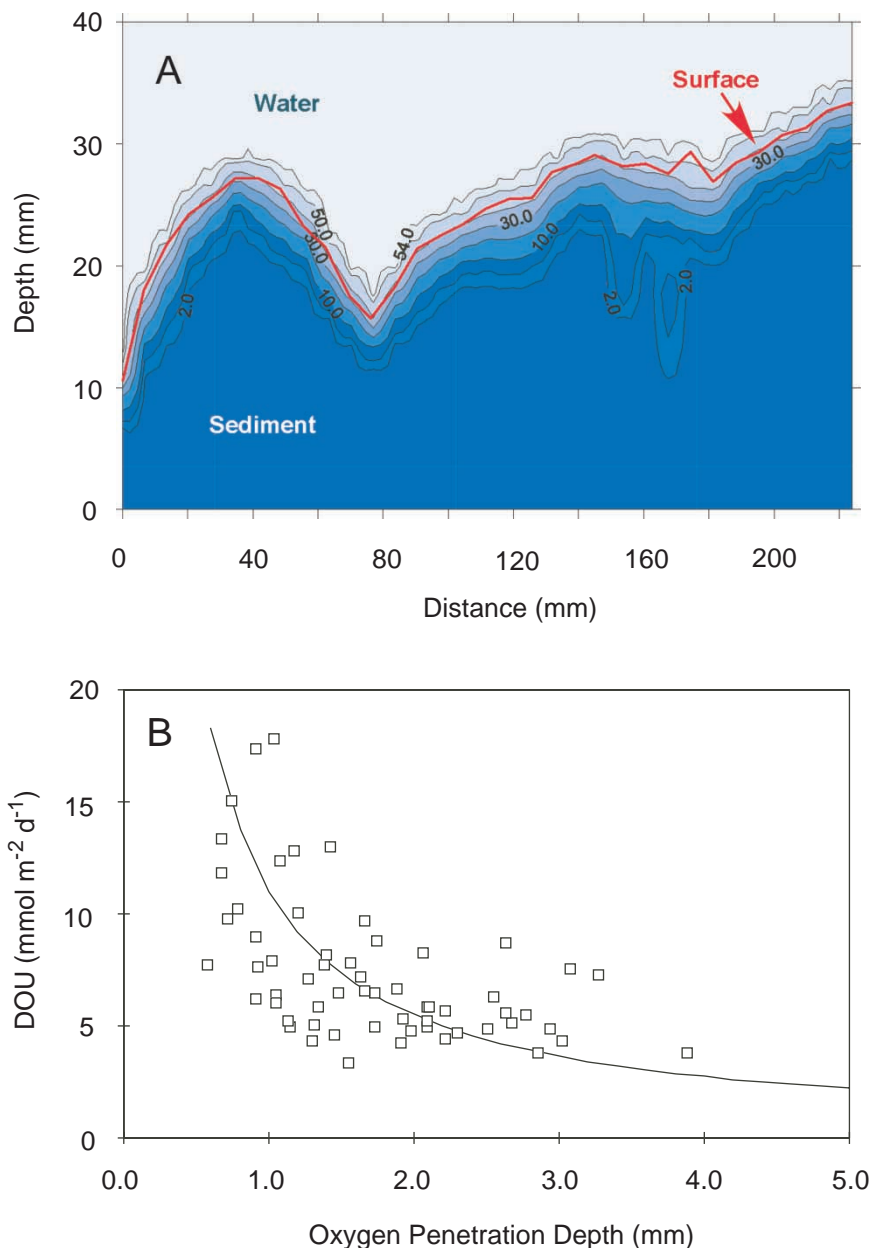 40
A
Water
Surface
30
30.0
50.0
30.0
54.0
30.0
10.0
Depth (mm)
20
2.0
10.0
2.0
2.0
10
Sediment
0
0 40 80 120 160 200
Distance (mm)
20
B
15
DOU (mmol m⁻² d⁻¹)
10
5
0
0.0 1.0 2.0 3.0 4.0 5.0
Oxygen Penetration Depth (mm)